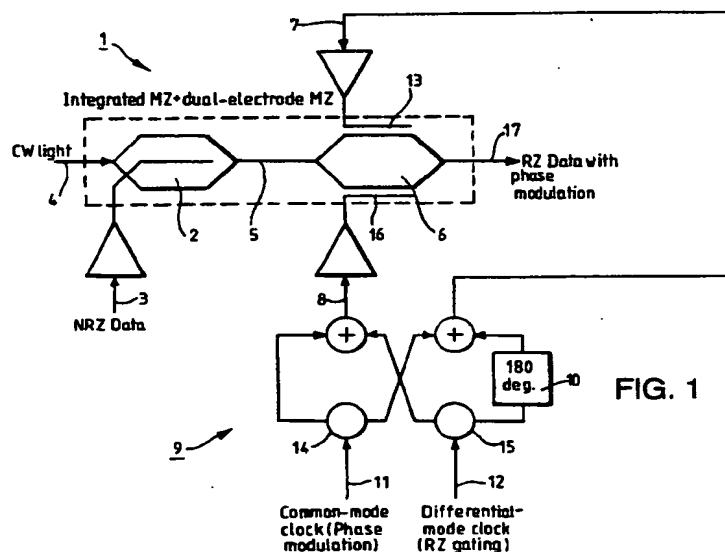 7
1
Integrated MZ+dual-electrode MZ
13
CW light
17
RZ Data with
phase
modulation
4
2
5
16
6
3
8
NRZ Data
+
+
180
deg.
10
FIG. 1
14
15
9
11
12
Common-mode
clock (Phase
modulation)
Differential-
mode clock
(RZ gating)